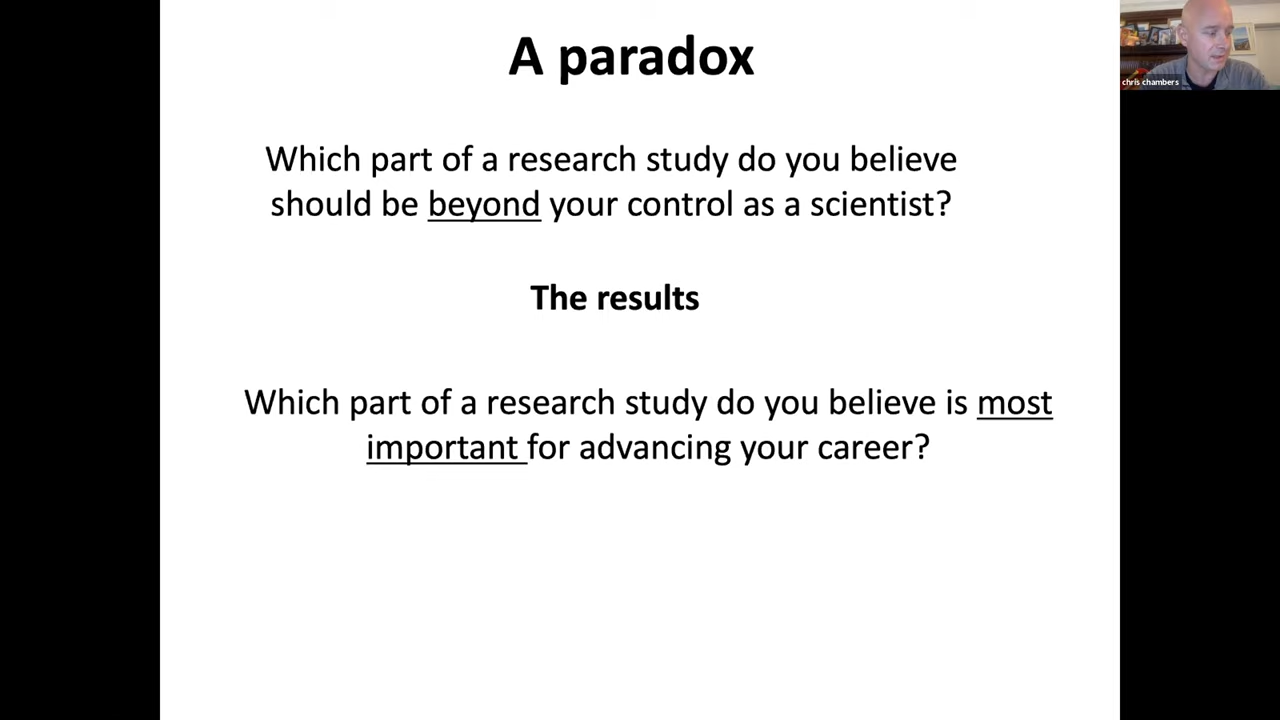 A paradox
chris chambers
Which part of a research study do you believe
should be beyond your control as a scientist?
The results
Which part of a research study do you believe is most
important for advancing your career?